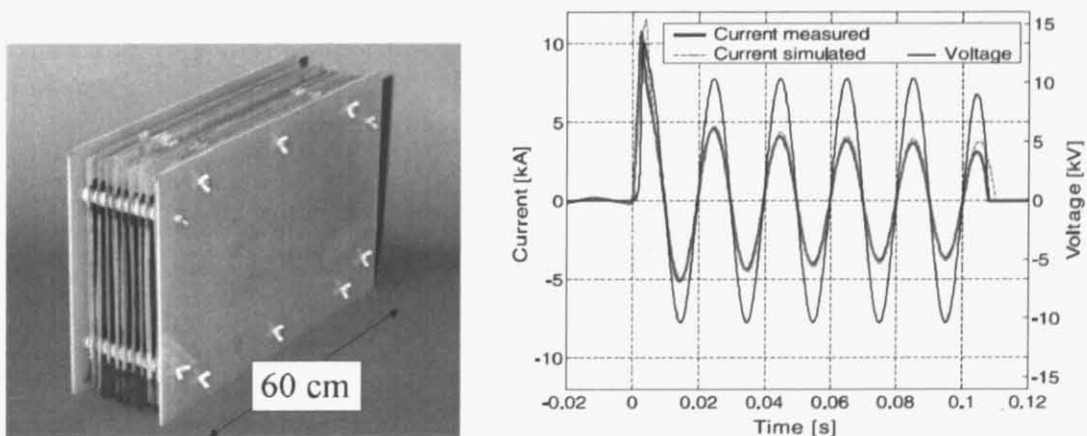 60 cm
Current measured
Current simulated
Voltage
Current [kA]
10
5
0
-5
-10
Voltage [kV]
15
10
5
0
-5
-10
-15
-0.02 0 0.02 0.04 0.06 0.08 0.1 0.12
Time [s]